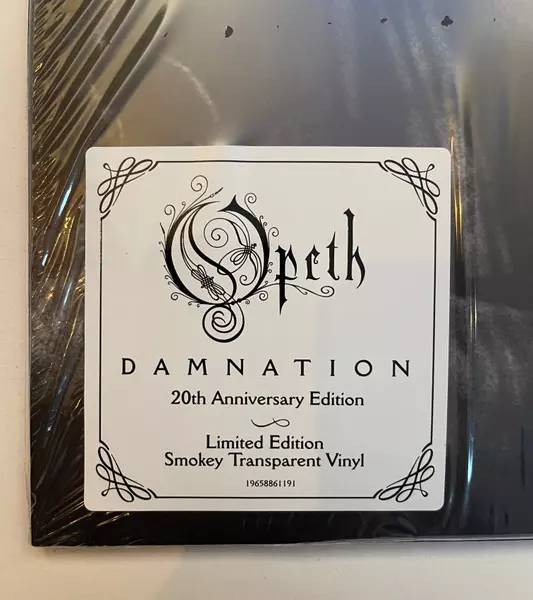 Opeth
DAMNATION
20th Anniversary Edition
Limited Edition
Smokey Transparent Vinyl
19658861191